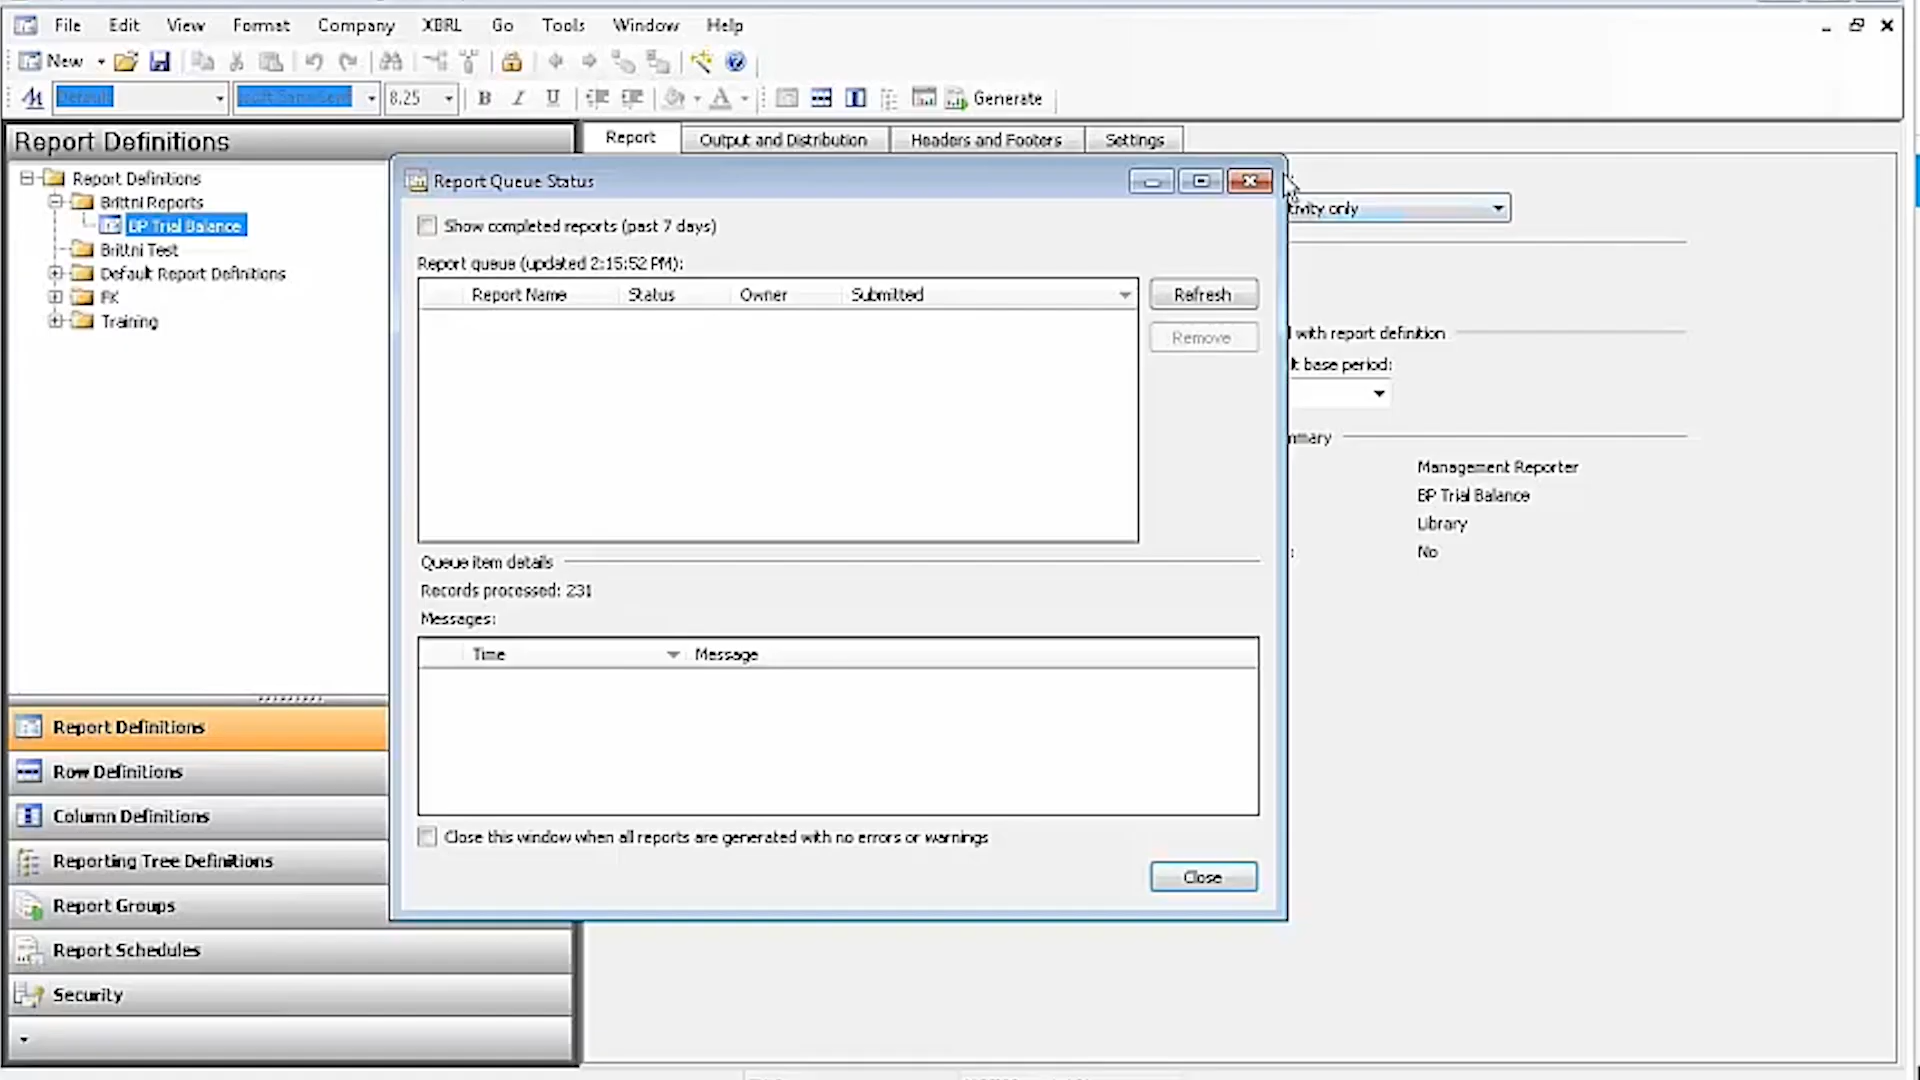 File Edit View Format Company XBRL Go Tools Window Help
New
Default 8.25 B I U A Generate
Report Definitions
Report Output and Distribution Headers and Footers Settings
Report Definitions
Brittni Reports
BP Trial Balance
Brittni Test
Default Report Definitions
FK
Training
Report Queue Status
Show completed reports (past 7 days)
Report queue (updated 2:15:52 PM):
Report Name Status Owner Submitted
Refresh
Remove
Queue item details
Records processed: 231
Messages:
Time Message
Close this window when all reports are generated with no errors or warnings
Close
tivity only
with report definition
lt base period:
mmary
Management Reporter
BP Trial Balance
Library
: No
Report Definitions
Row Definitions
Column Definitions
Reporting Tree Definitions
Report Groups
Report Schedules
Security